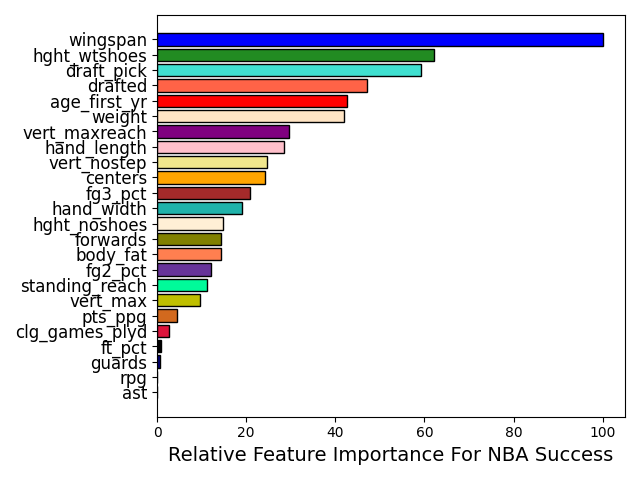 wingspan
hght_wtshoes
draft_pick
drafted
age_first_yr
weight
vert_maxreach
hand_length
vert_nostep
centers
fg3_pct
hand_width
hght_noshoes
forwards
body_fat
fg2_pct
standing_reach
vert_max
pts_ppg
clg_games_plyd
ft_pct
guards
rpg
ast
0 20 40 60 80 100
Relative Feature Importance For NBA Success